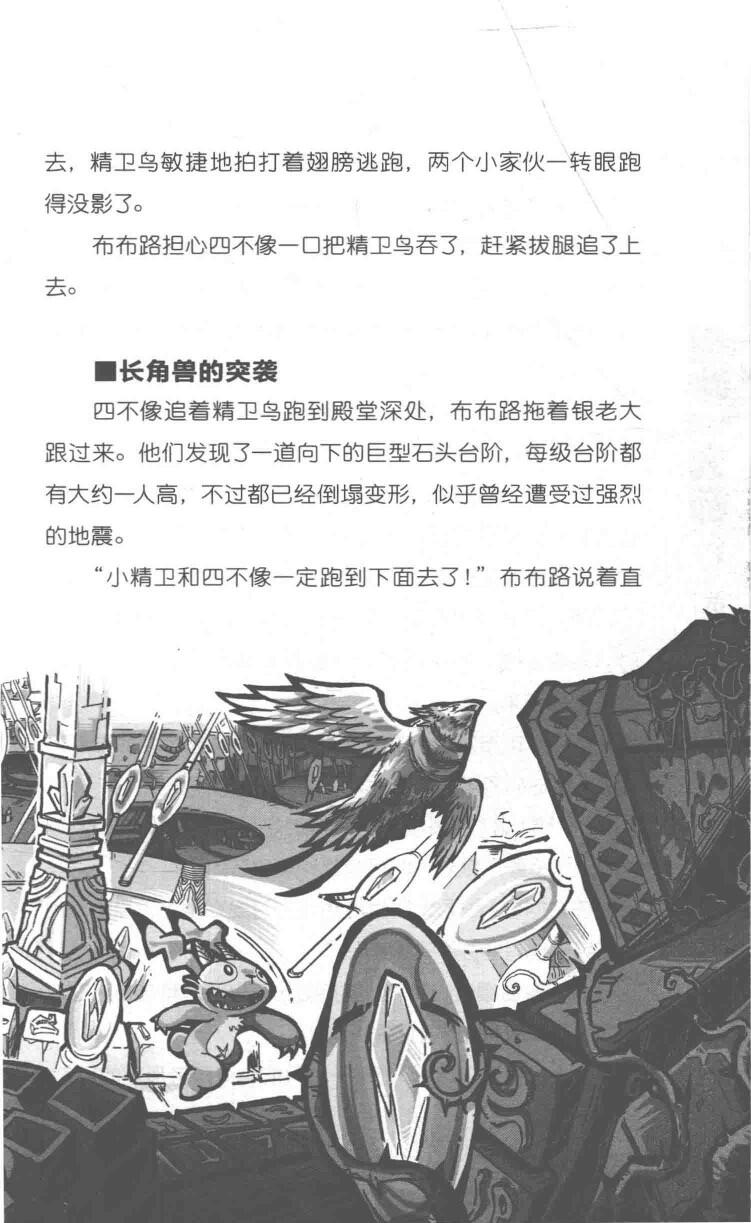 去，精卫鸟敏捷地拍打着翅膀逃跑，两个小家伙一转眼跑
得没影了。
布布路担心四不像一口把精卫鸟吞了，赶紧拔腿追了上
去。
■长角兽的突袭
四不像追着精卫鸟跑到殿堂深处，布布路拖着银老大
跟过来。他们发现了一道向下的巨型石头台阶，每级台阶都
有大约一人高，不过都已经倒塌变形，似乎曾经遭受过强烈
的地震。
“小精卫和四不像一定跑到下面去了！”布布路说着直